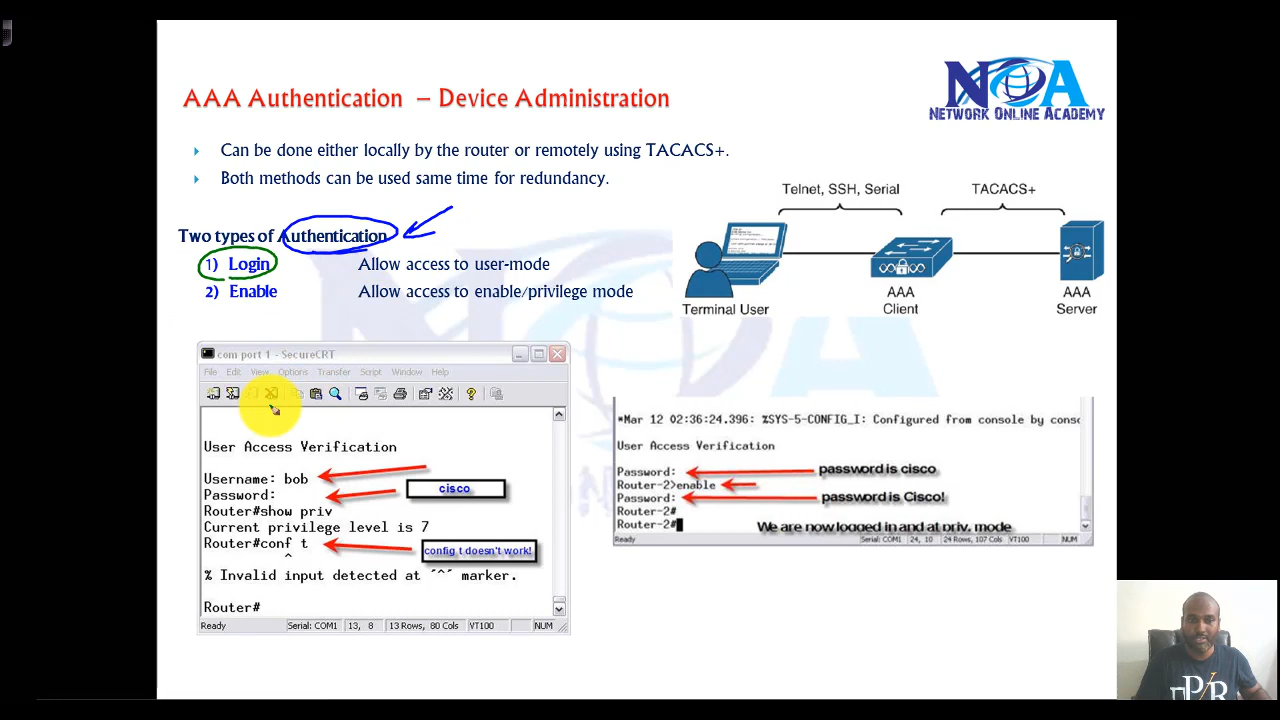 AAA Authentication – Device Administration
NOA
NETWORK ONLINE ACADEMY
Can be done either locally by the router or remotely using TACACS+.
Both methods can be used same time for redundancy.
Two types of Authentication
1) Login Allow access to user-mode
2) Enable Allow access to enable/privilege mode
Telnet, SSH, Serial TACACS+
Terminal User
AAA Client
AAA Server
com port 1 - SecureCRT
File Edit View Options Transfer Script Window Help
User Access Verification
Username: bob
Password:
cisco
Router#show priv
Current privilege level is 7
Router#conf t
config t doesn't work!
^
% Invalid input detected at '^' marker.
Router#
Ready Serial: COM1 13, 8 13 Rows, 80 Cols VT100 NUM
*Mar 12 02:36:24.396: %SYS-5-CONFIG_I: Configured from console by conso
User Access Verification
Password: password is cisco
Router-2>enable
Password: password is Cisco!
Router-2#
Router-2# We are now logged in and at priv. mode
Ready Serial: COM1 24, 10 24 Rows, 107 Cols VT100 NUM